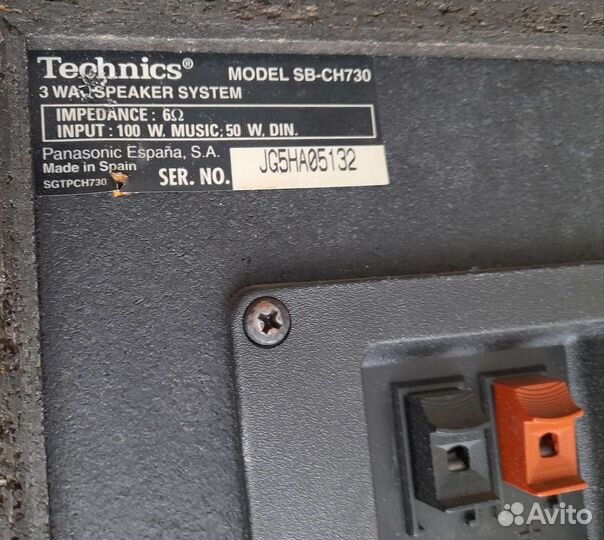 Technics® MODEL SB-CH730
3 WAY SPEAKER SYSTEM
IMPEDANCE : 6Ω
INPUT : 100 W, MUSIC; 50 W, DIN.
Panasonic España, S.A.
Made in Spain
SGTPCH730
SER. NO. JG5HA05132
Avito